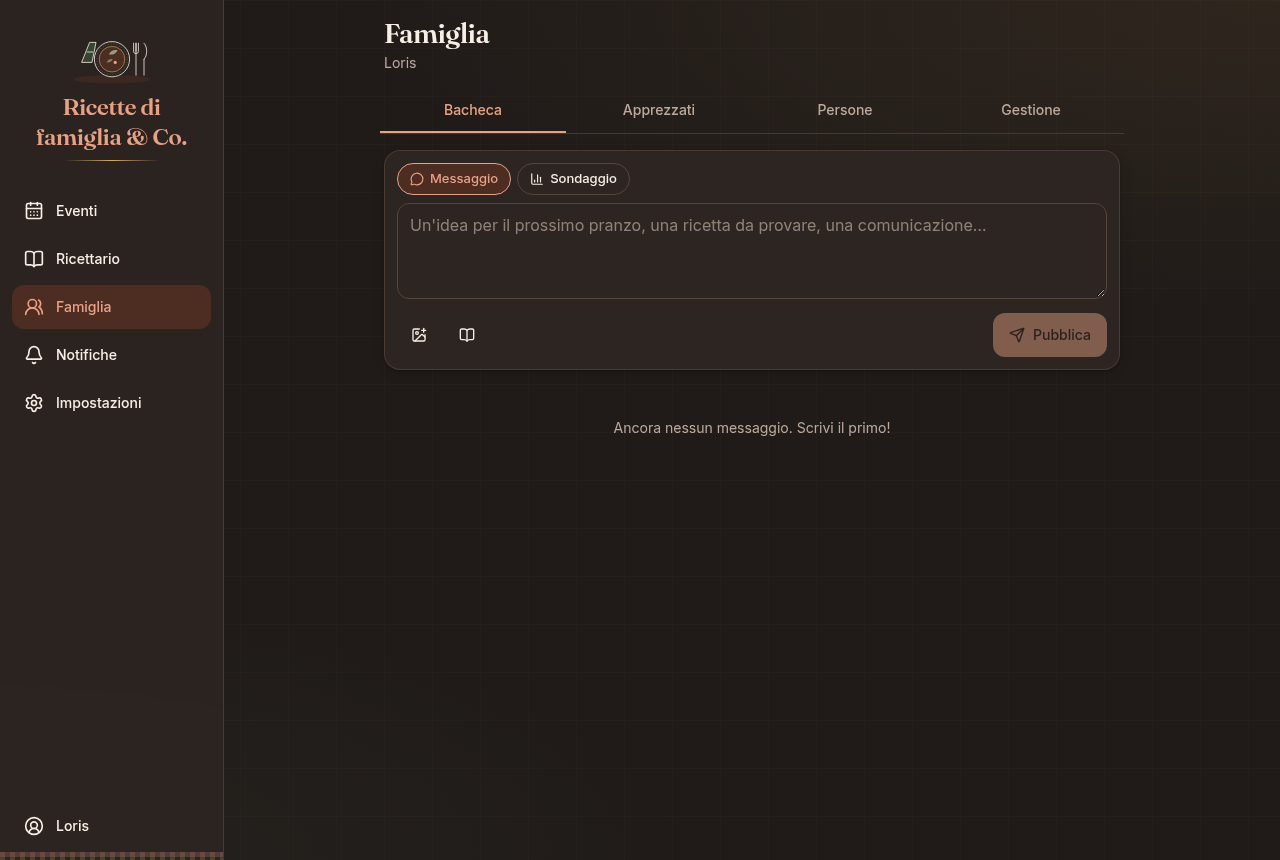 Ricette di
famiglia & Co.
Eventi
Ricettario
Famiglia
Notifiche
Impostazioni
Loris
Famiglia
Loris
Bacheca
Apprezzati
Persone
Gestione
Messaggio
Sondaggio
Un'idea per il prossimo pranzo, una ricetta da provare, una comunicazione…
Pubblica
Ancora nessun messaggio. Scrivi il primo!